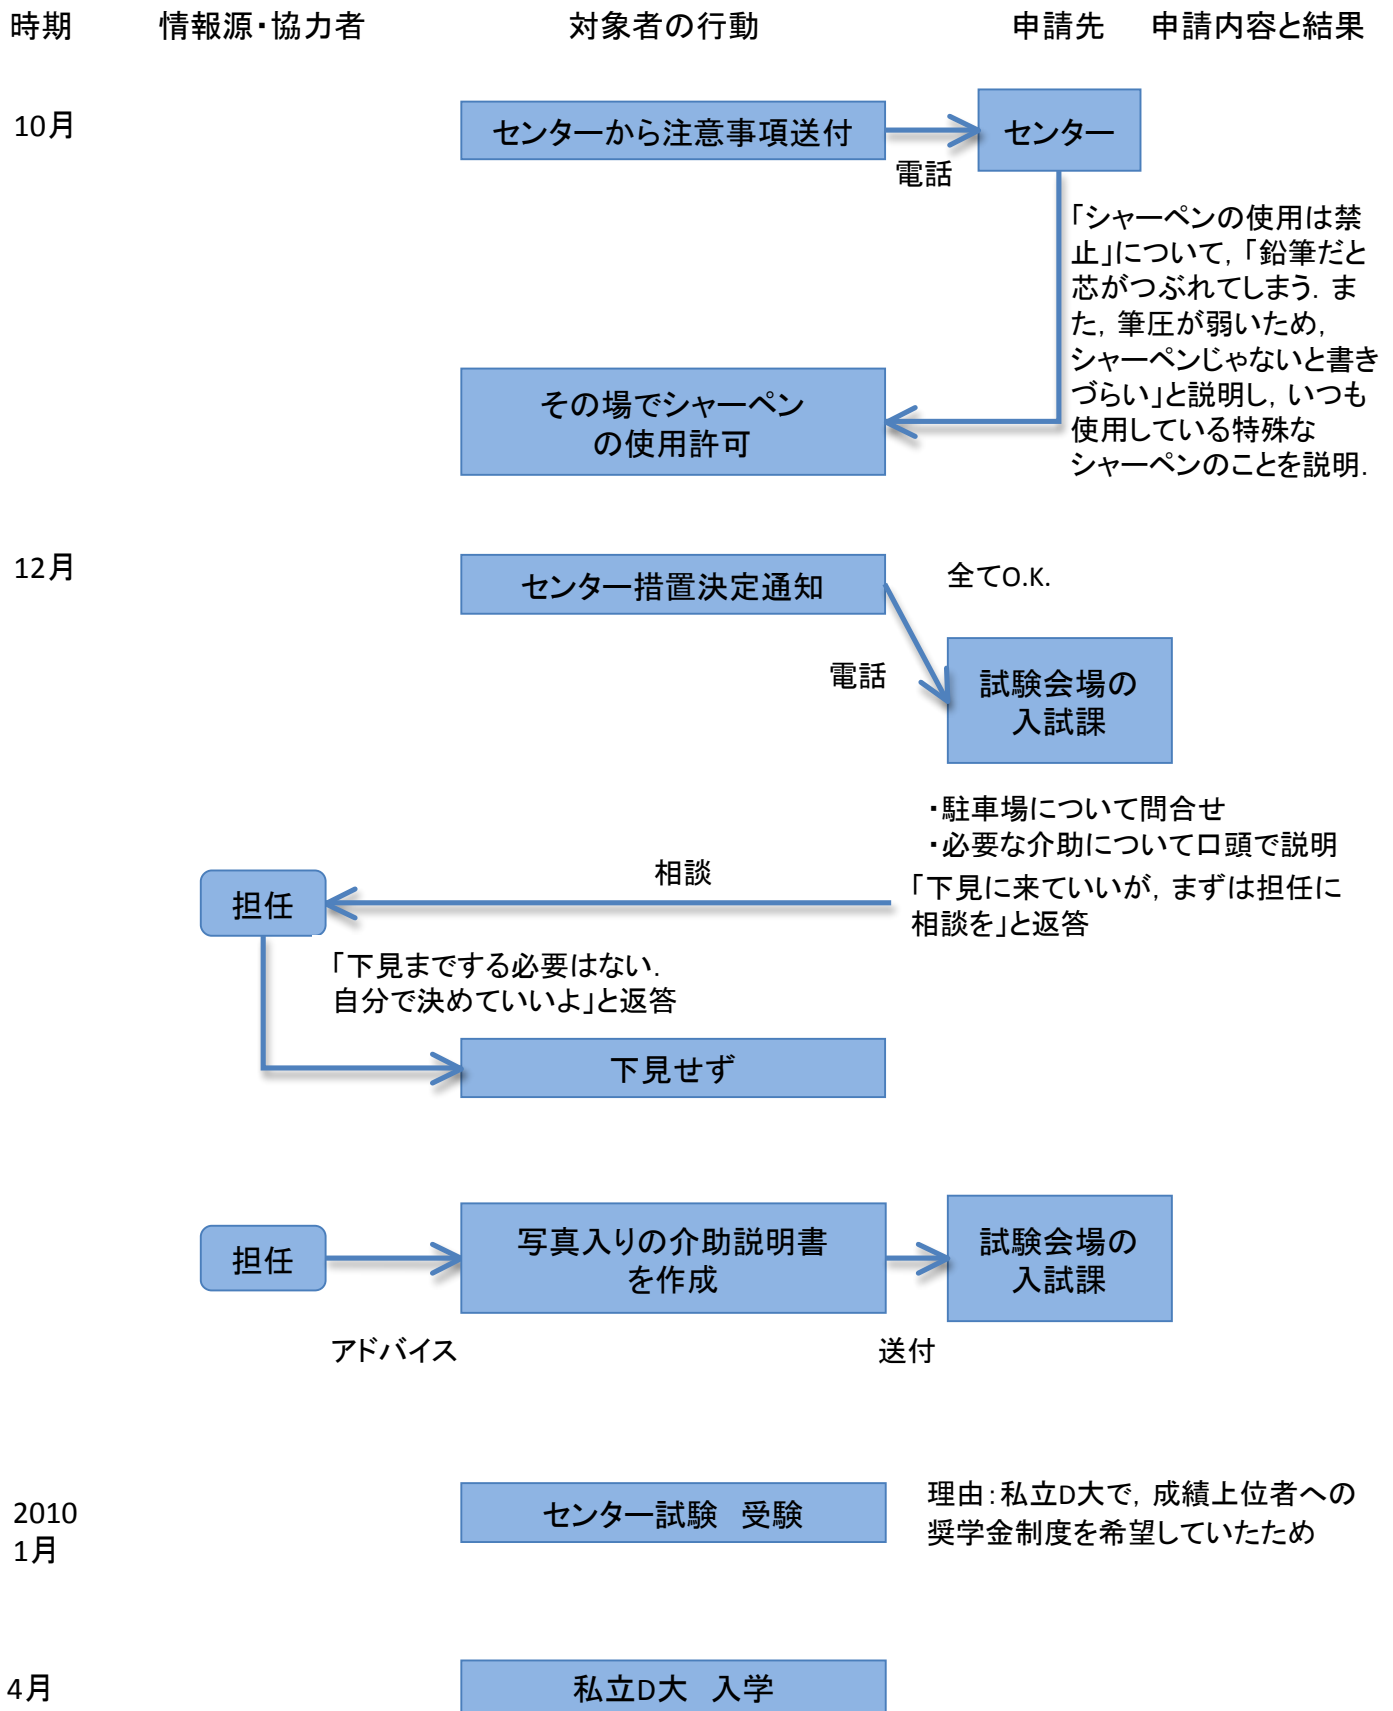 時期 情報源・協力者 対象者の行動 申請先 申請内容と結果
10月
センターから注意事項送付
電話
センター
「シャーペンの使用は禁
止」について,「鉛筆だと
芯がつぶれてしまう. ま
た, 筆圧が弱いため,
シャーペンじゃないと書き
づらい」と説明し, いつも
使用している特殊な
シャーペンのことを説明.
その場でシャーペン
の使用許可
12月
センター措置決定通知
全てO.K.
電話
試験会場の
入試課
・駐車場について問合せ
・必要な介助について口頭で説明
「下見に来ていいが, まずは担任に
相談を」と返答
相談
担任
「下見までする必要はない.
自分で決めていいよ」と返答
下見せず
担任
アドバイス
写真入りの介助説明書
を作成
送付
試験会場の
入試課
2010
1月
センター試験 受験
理由：私立D大で, 成績上位者への
奨学金制度を希望していたため
4月
私立D大 入学